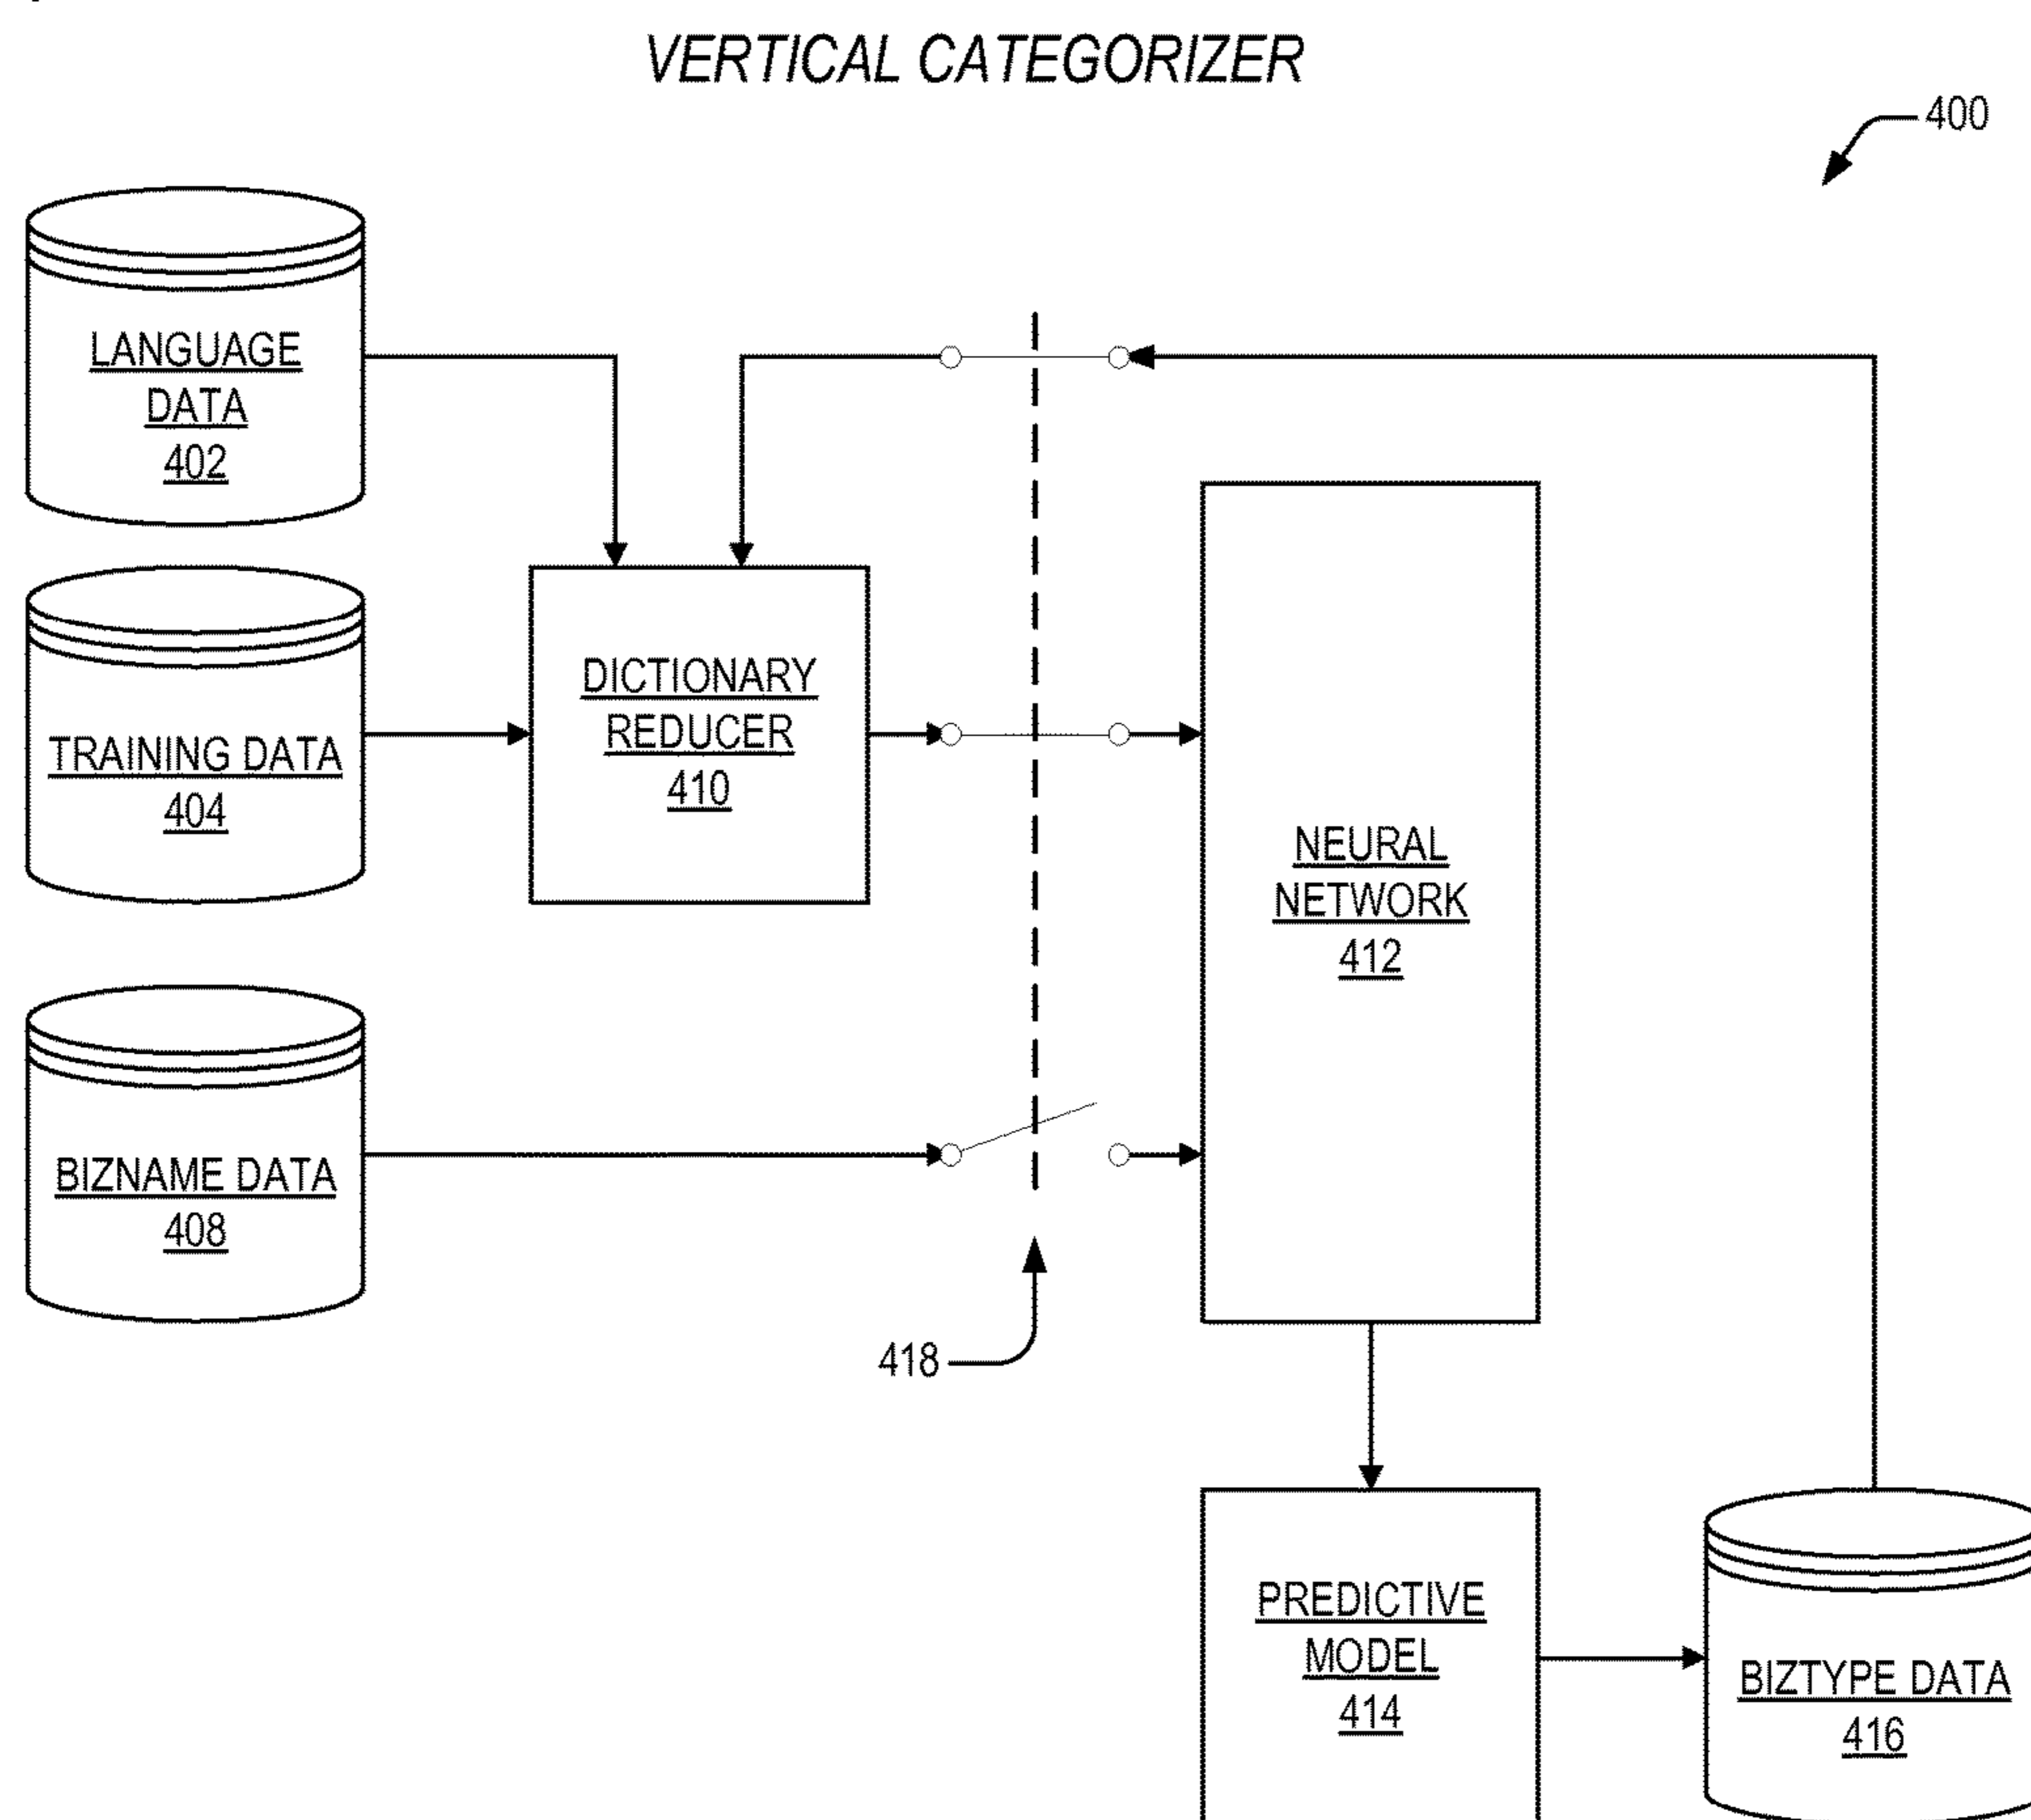 VERTICAL CATEGORIZER
400
LANGUAGE
DATA
402
TRAINING DATA
404
DICTIONARY
REDUCER
410
NEURAL
NETWORK
412
BIZNAME DATA
408
418
PREDICTIVE
MODEL
414
BIZTYPE DATA
416